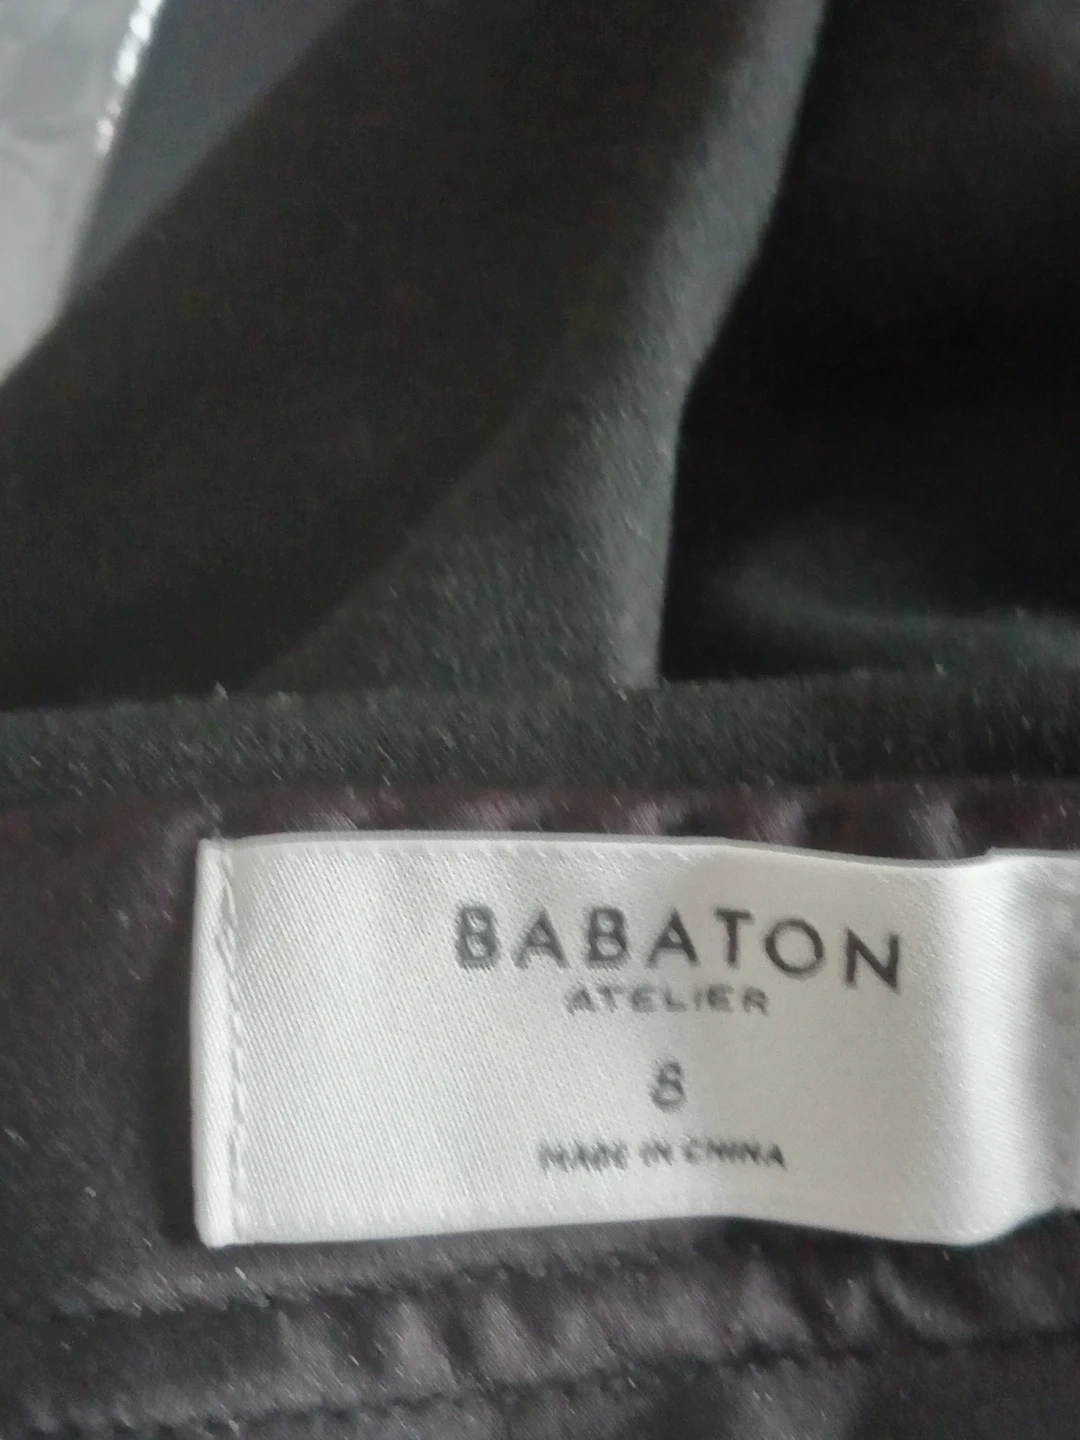 BABATON
ATELIER
8
MADE IN CHINA